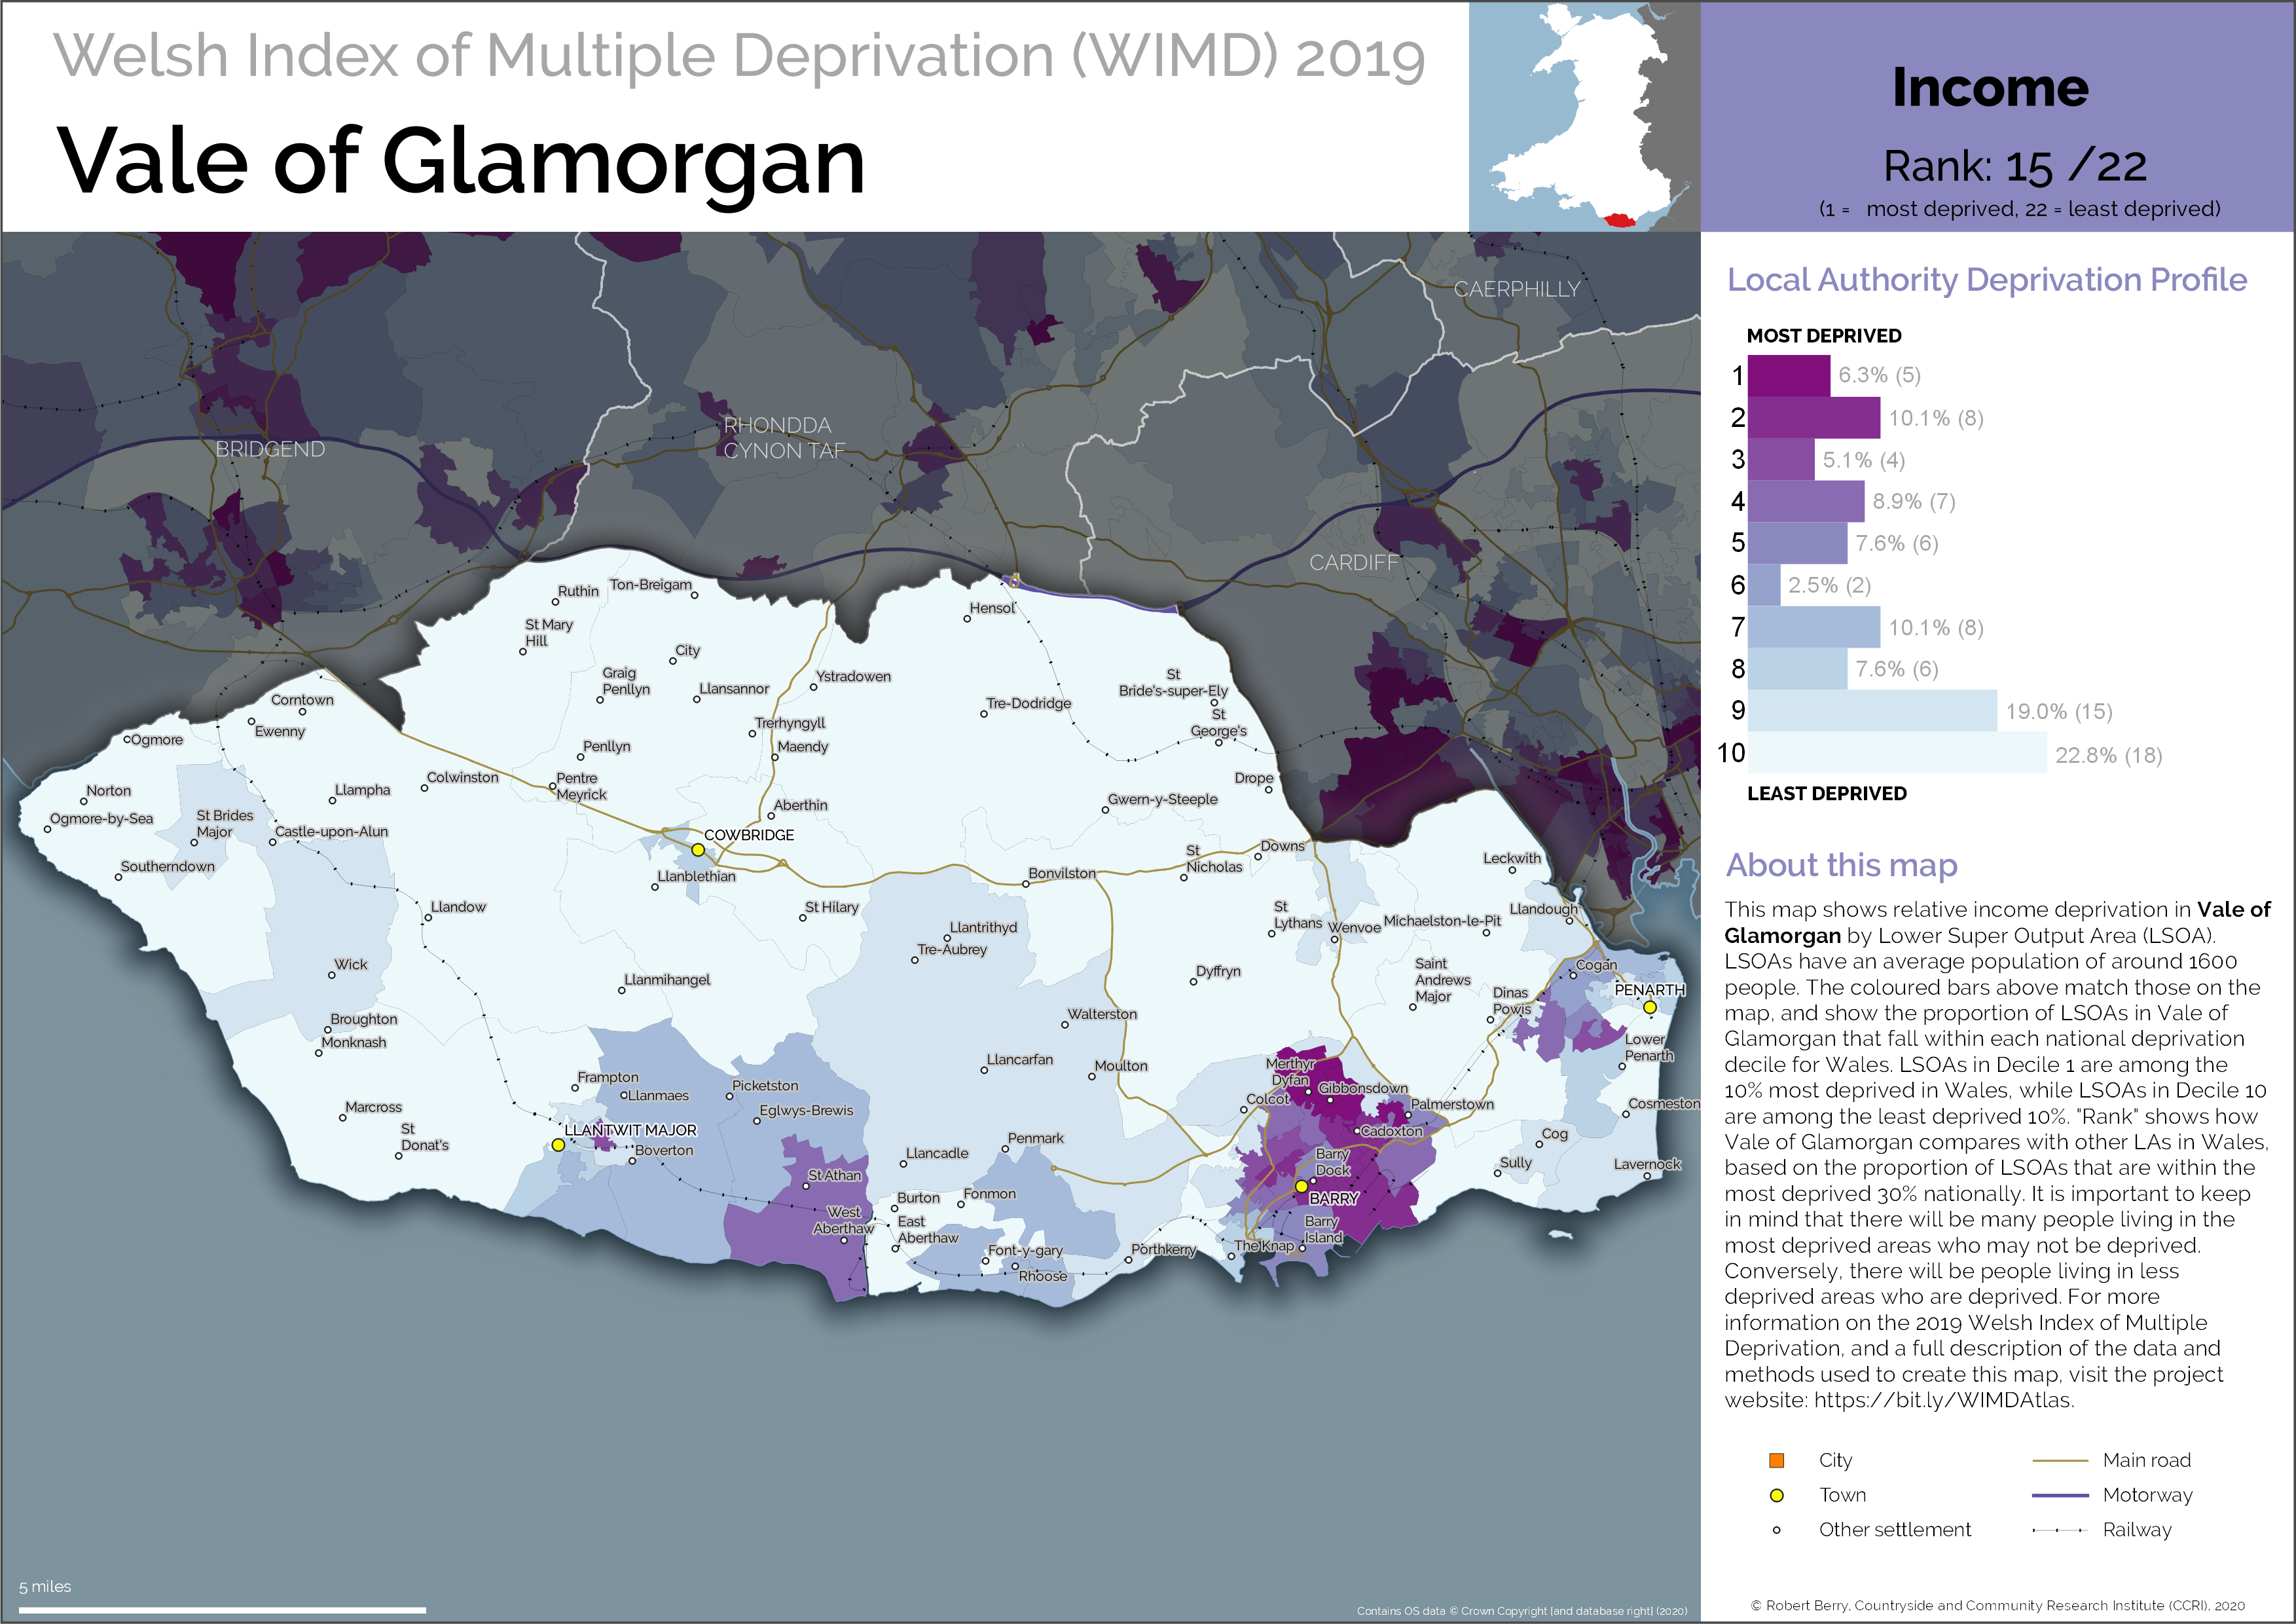 Welsh Index of Multiple Deprivation (WIMD) 2019
Vale of Glamorgan
Income
Rank: 15 /22
(1 = most deprived, 22 = least deprived)
Local Authority Deprivation Profile
MOST DEPRIVED
1 6.3% (5)
2 10.1% (8)
3 5.1% (4)
4 8.9% (7)
5 7.6% (6)
6 2.5% (2)
7 10.1% (8)
8 7.6% (6)
9 19.0% (15)
10 22.8% (18)
LEAST DEPRIVED
About this map
This map shows relative income deprivation in Vale of
Glamorgan by Lower Super Output Area (LSOA).
LSOAs have an average population of around 1600
people. The coloured bars above match those on the
map, and show the proportion of LSOAs in Vale of
Glamorgan that fall within each national deprivation
decile for Wales. LSOAs in Decile 1 are among the
10% most deprived in Wales, while LSOAs in Decile 10
are among the least deprived 10%. "Rank" shows how
Vale of Glamorgan compares with other LAs in Wales,
based on the proportion of LSOAs that are within the
most deprived 30% nationally. It is important to keep
in mind that there will be many people living in the
most deprived areas who may not be deprived.
Conversely, there will be people living in less
deprived areas who are deprived. For more
information on the 2019 Welsh Index of Multiple
Deprivation, and a full description of the data and
methods used to create this map, visit the project
website: https://bit.ly/WIMDAtlas.
City
Town
Other settlement
Main road
Motorway
Railway
© Robert Berry, Countryside and Community Research Institute (CCRI), 2020
CAERPHILLY
RHONDDA
CYNON TAF
BRIDGEND
CARDIFF
Ruthin
Ton-Breigam
Hensol
St Mary
Hill
City
Graig
Penllyn
Llansannor
Ystradowen
St
Bride's-super-Ely
Corntown
Ewenny
Ogmore
Tre-Dodridge
St
George's
Trerhyngyll
Maendy
Penllyn
Pentre
Meyrick
Colwinston
Llampha
Norton
Ogmore-by-Sea
St Brides
Major
Castle-upon-Alun
Southerndown
Aberthin
Drope
Gwern-y-Steeple
COWBRIDGE
Llanblethian
St
Nicholas
Downs
Leckwith
Bonvilston
Llandow
St Hilary
Llantrithyd
Tre-Aubrey
St
Lythans
Wenvoe
Michaelston-le-Pit
Llandough
Wick
Llanmihangel
Dyffryn
Saint
Andrews
Major
Cogan
PENARTH
Dinas
Powis
Broughton
Monknash
Walterston
Lower
Penarth
Llancarfan
Moulton
Merthyr
Dyfan
Gibbonsdown
Frampton
Llanmaes
Picketston
Eglwys-Brewis
Colcot
Palmerstown
Cosmeston
Marcross
St
Donat's
LLANTWIT MAJOR
Boverton
Penmark
Cadoxton
Cog
Llancadle
Barry
Dock
BARRY
Sully
Lavernock
St Athan
West
Aberthaw
Burton
Fonmon
East
Aberthaw
Barry
Island
Font-y-gary
Rhoose
Porthkerry
The Knap
5 miles
Contains OS data © Crown Copyright [and database right] (2020)